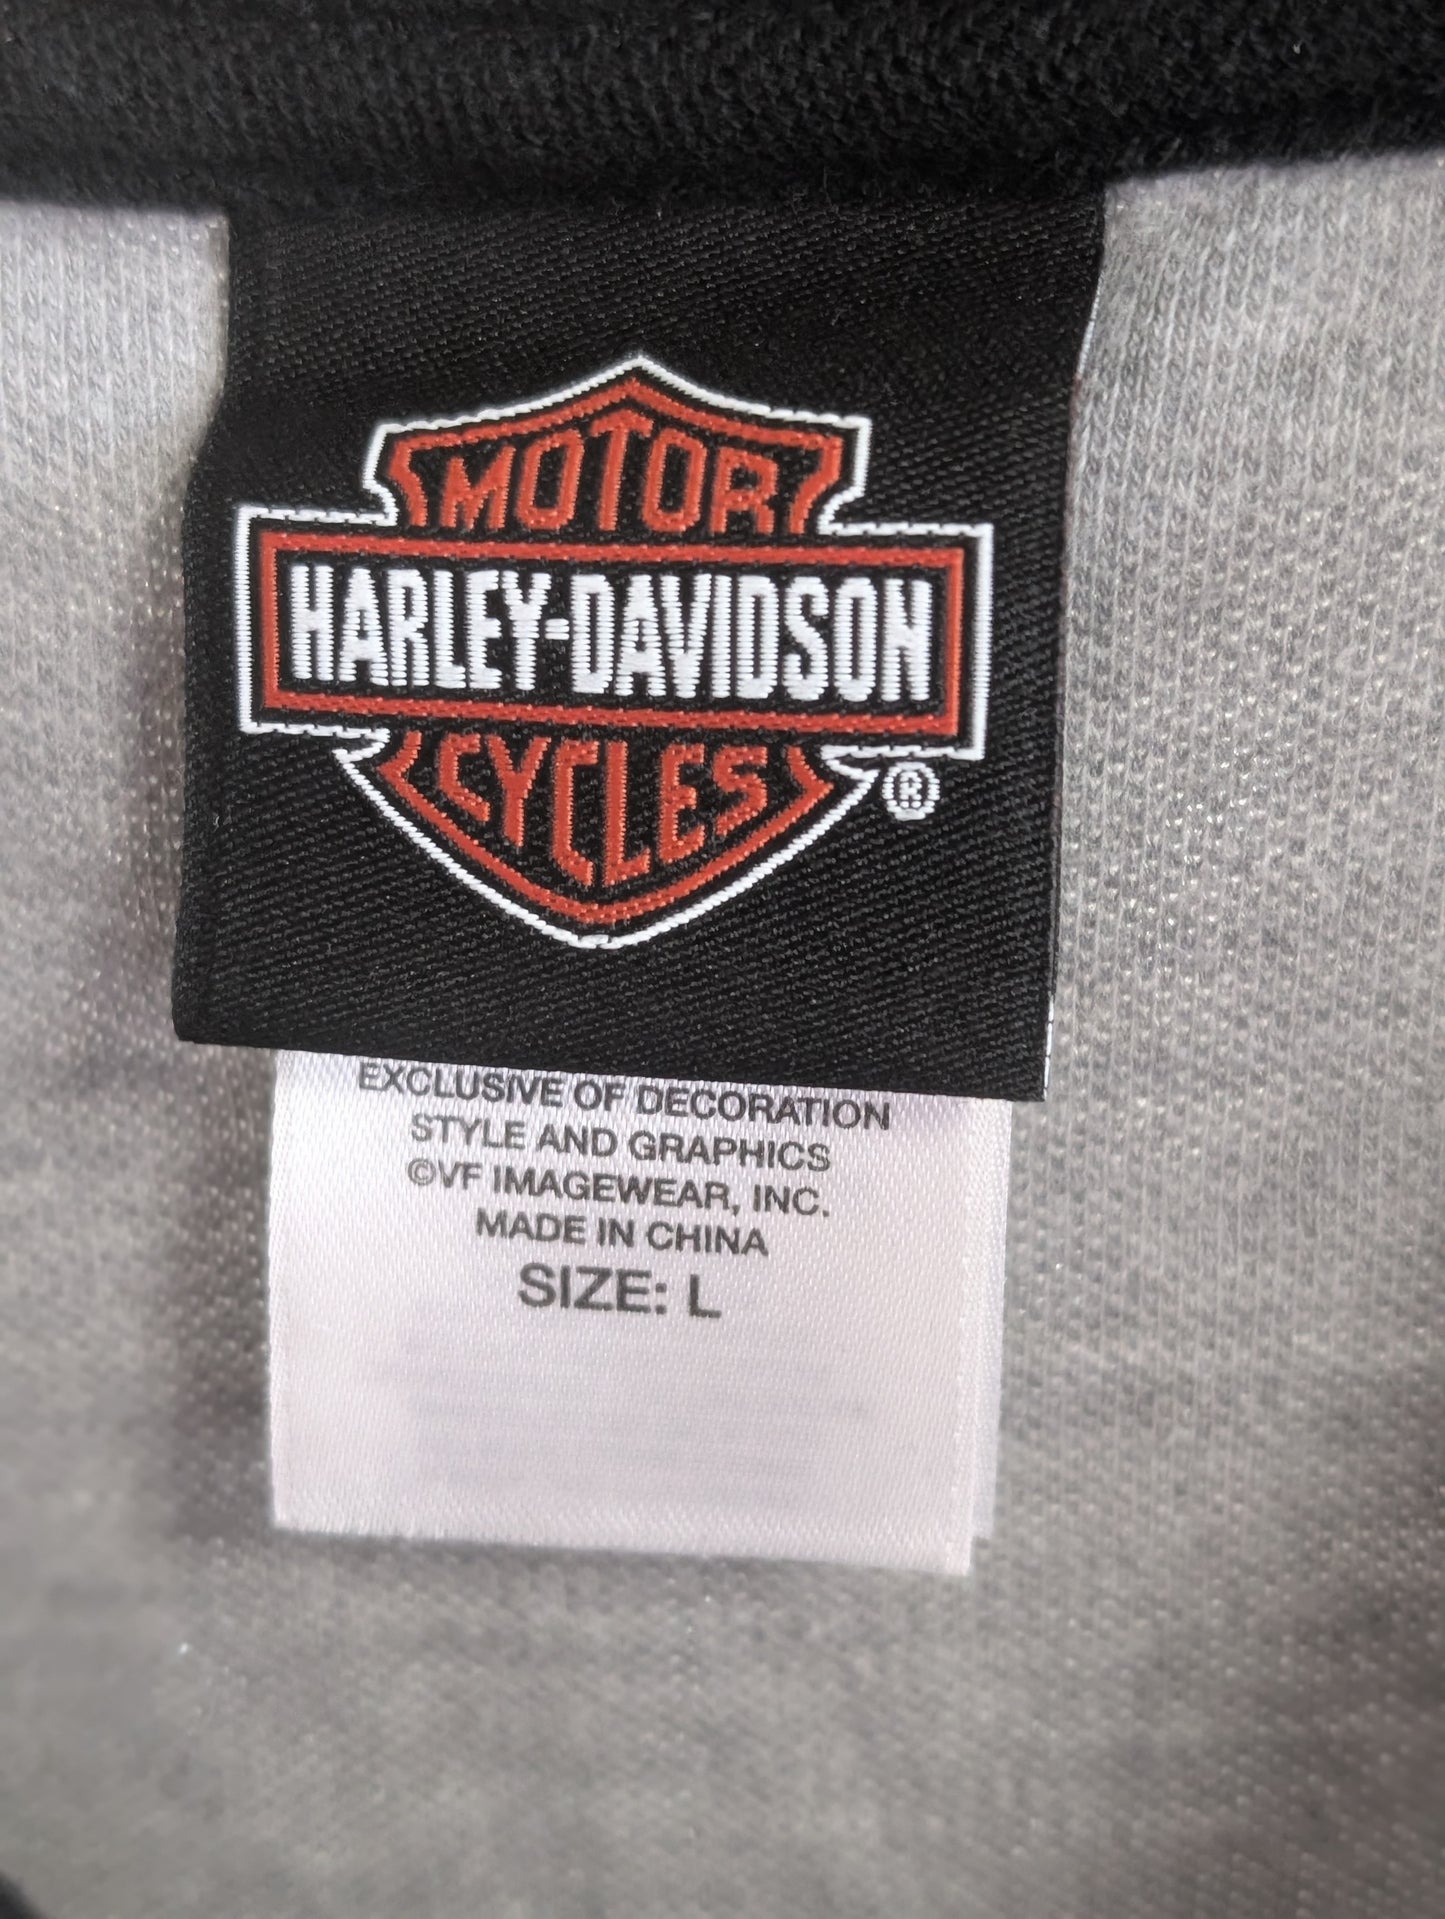 MOTOR
HARLEY-DAVIDSON
CYCLES
®
EXCLUSIVE OF DECORATION
STYLE AND GRAPHICS
©VF IMAGEWEAR, INC.
MADE IN CHINA
SIZE: L